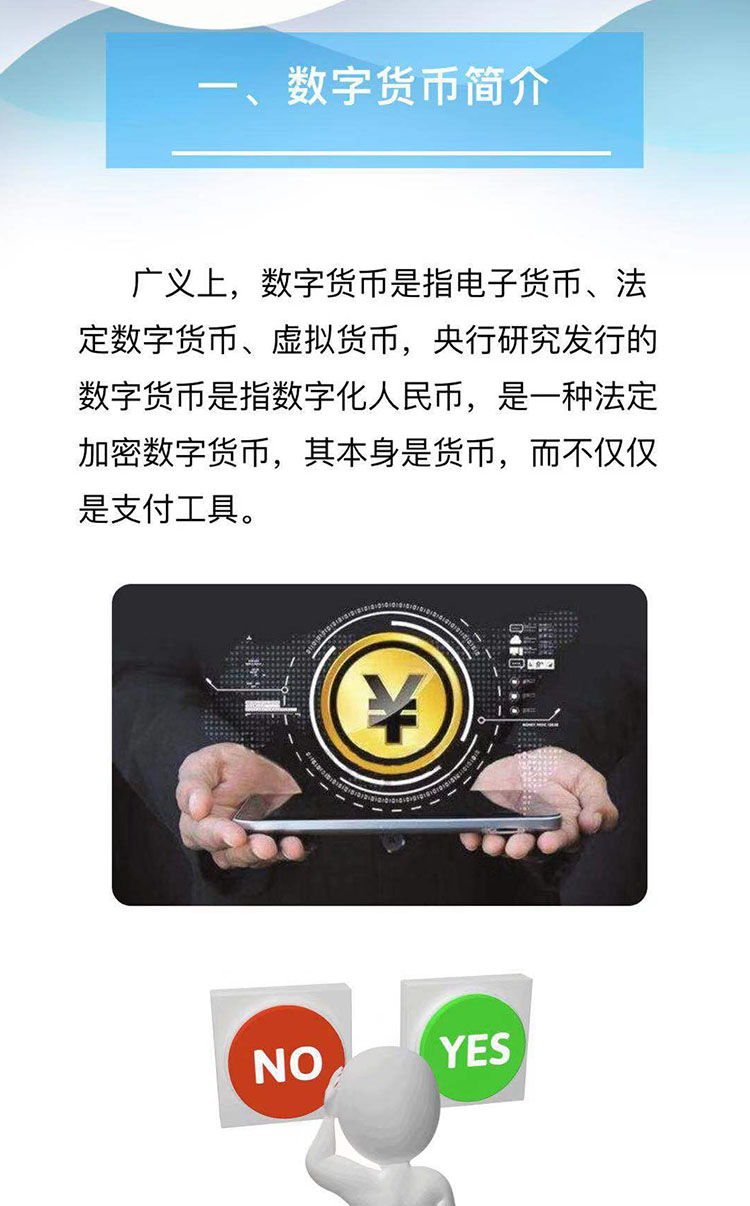 一、数字货币简介
广义上，数字货币是指电子货币、法
定数字货币、虚拟货币，央行研究发行的
数字货币是指数字化人民币，是一种法定
加密数字货币，其本身是货币，而不仅仅
是支付工具。
¥
NO
YES